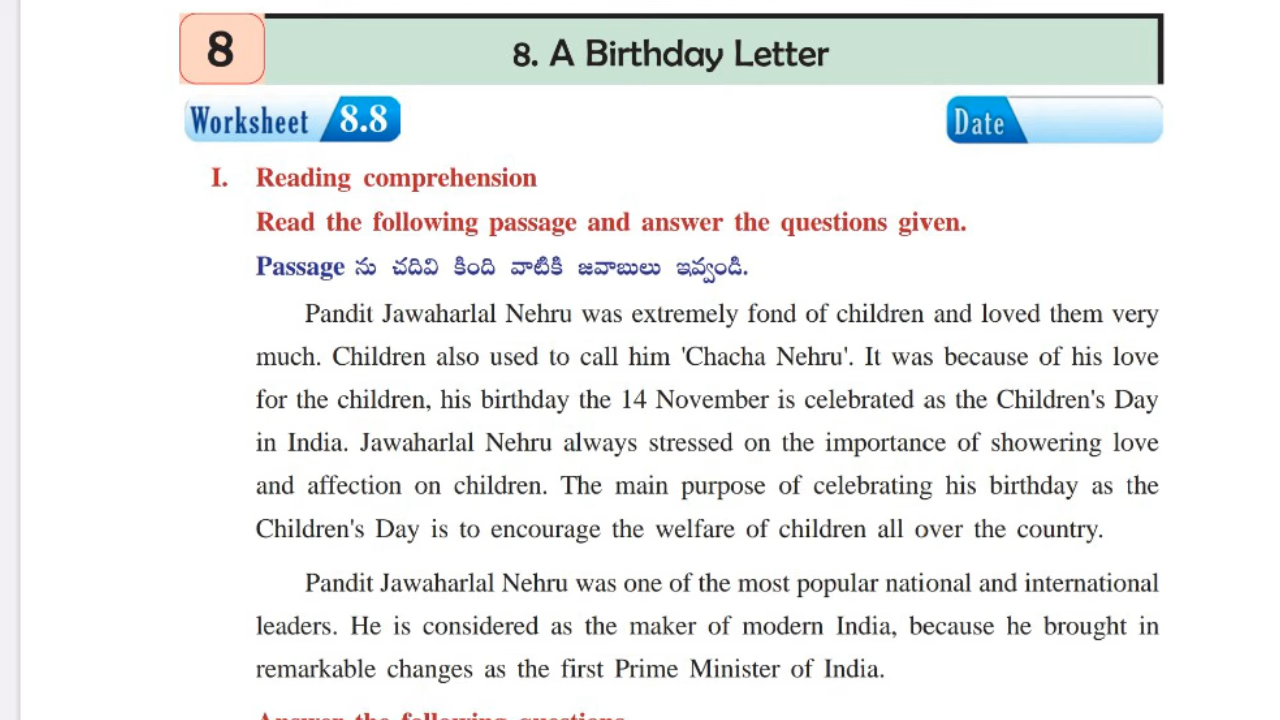 8
8. A Birthday Letter
Worksheet 8.8
Date
I. Reading comprehension
Read the following passage and answer the questions given.
Passage ను చదివి కింది వాటికి జవాబులు ఇవ్వండి.
Pandit Jawaharlal Nehru was extremely fond of children and loved them very
much. Children also used to call him 'Chacha Nehru'. It was because of his love
for the children, his birthday the 14 November is celebrated as the Children's Day
in India. Jawaharlal Nehru always stressed on the importance of showering love
and affection on children. The main purpose of celebrating his birthday as the
Children's Day is to encourage the welfare of children all over the country.
Pandit Jawaharlal Nehru was one of the most popular national and international
leaders. He is considered as the maker of modern India, because he brought in
remarkable changes as the first Prime Minister of India.
Answer the following questions